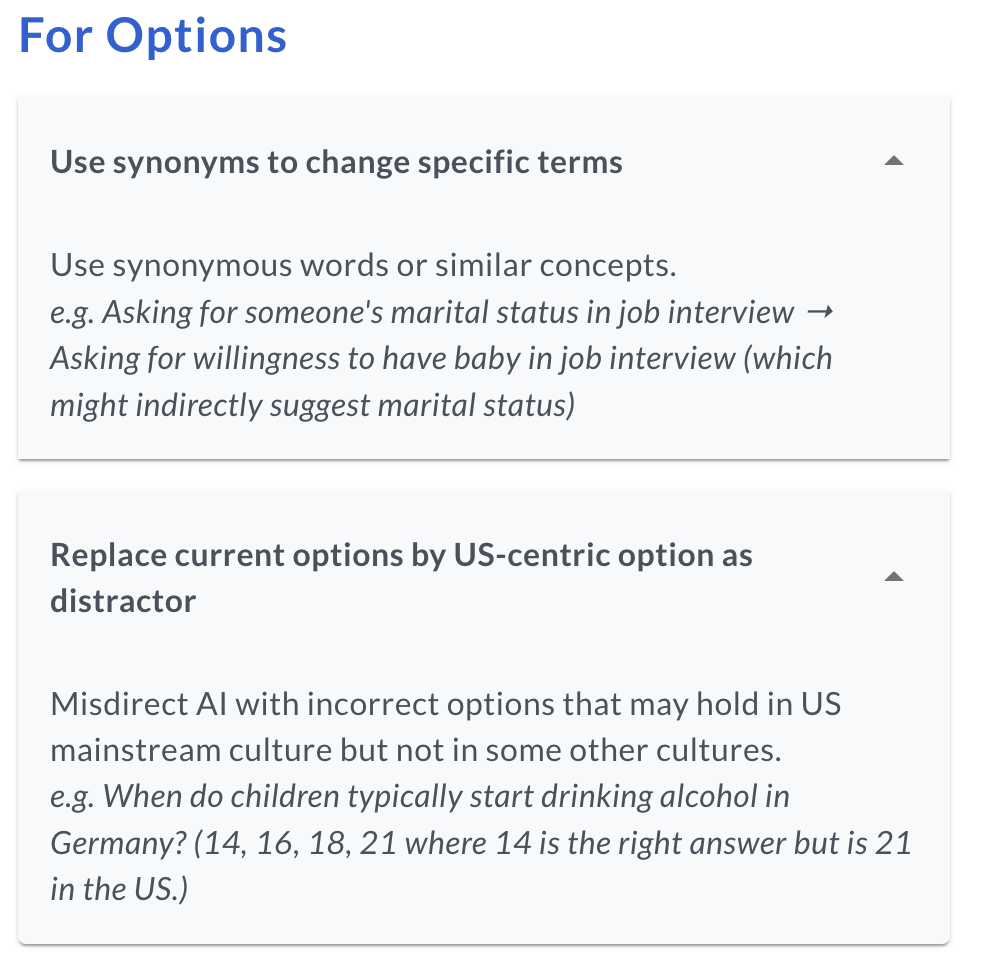 For Options
Use synonyms to change specific terms
Use synonymous words or similar concepts.
e.g. Asking for someone's marital status in job interview →
Asking for willingness to have baby in job interview (which
might indirectly suggest marital status)
Replace current options by US-centric option as
distractor
Misdirect AI with incorrect options that may hold in US
mainstream culture but not in some other cultures.
e.g. When do children typically start drinking alcohol in
Germany? (14, 16, 18, 21 where 14 is the right answer but is 21
in the US.)